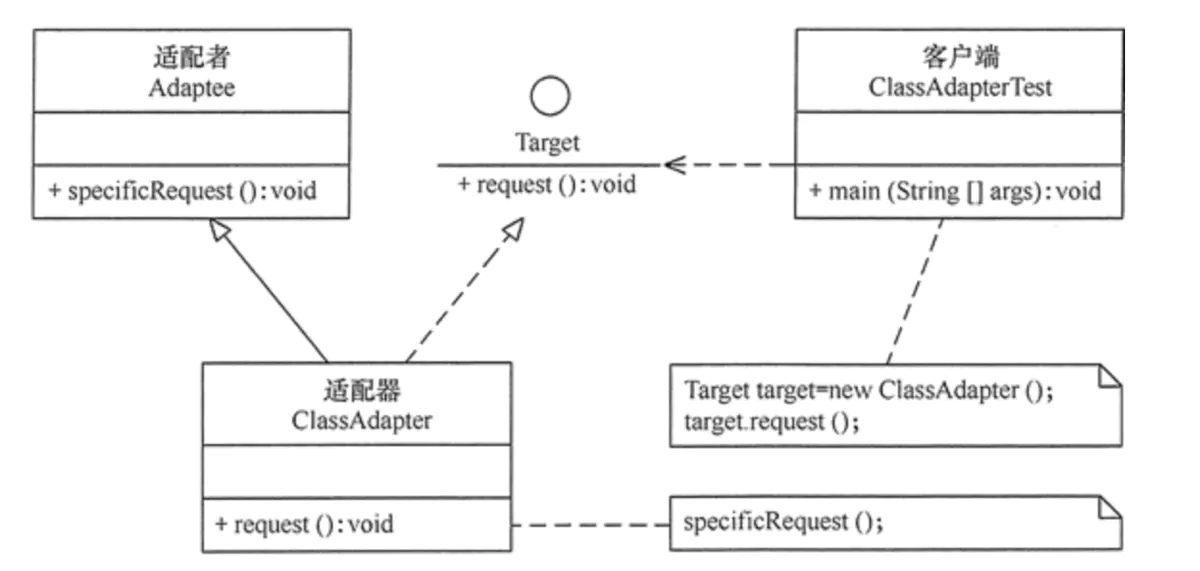 适配者
Adaptee
+ specificRequest ():void
Target
+ request ():void
客户端
ClassAdapterTest
+ main (String [] args):void
适配器
ClassAdapter
+ request ():void
Target target=new ClassAdapter ();
target.request ();
specificRequest ();